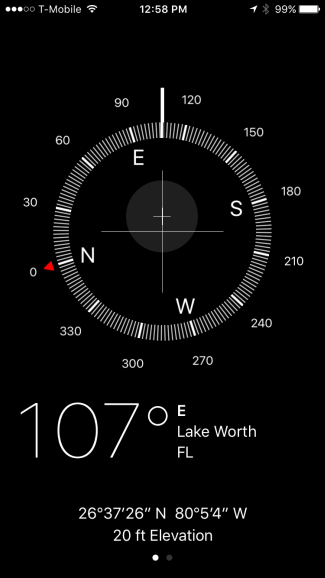 T-Mobile 12:58 PM 99%
90 120
60 150
E
30 180
S
N
0 210
W
330 240
300 270
107° E
Lake Worth
FL
26°37’26” N 80°5’4” W
20 ft Elevation